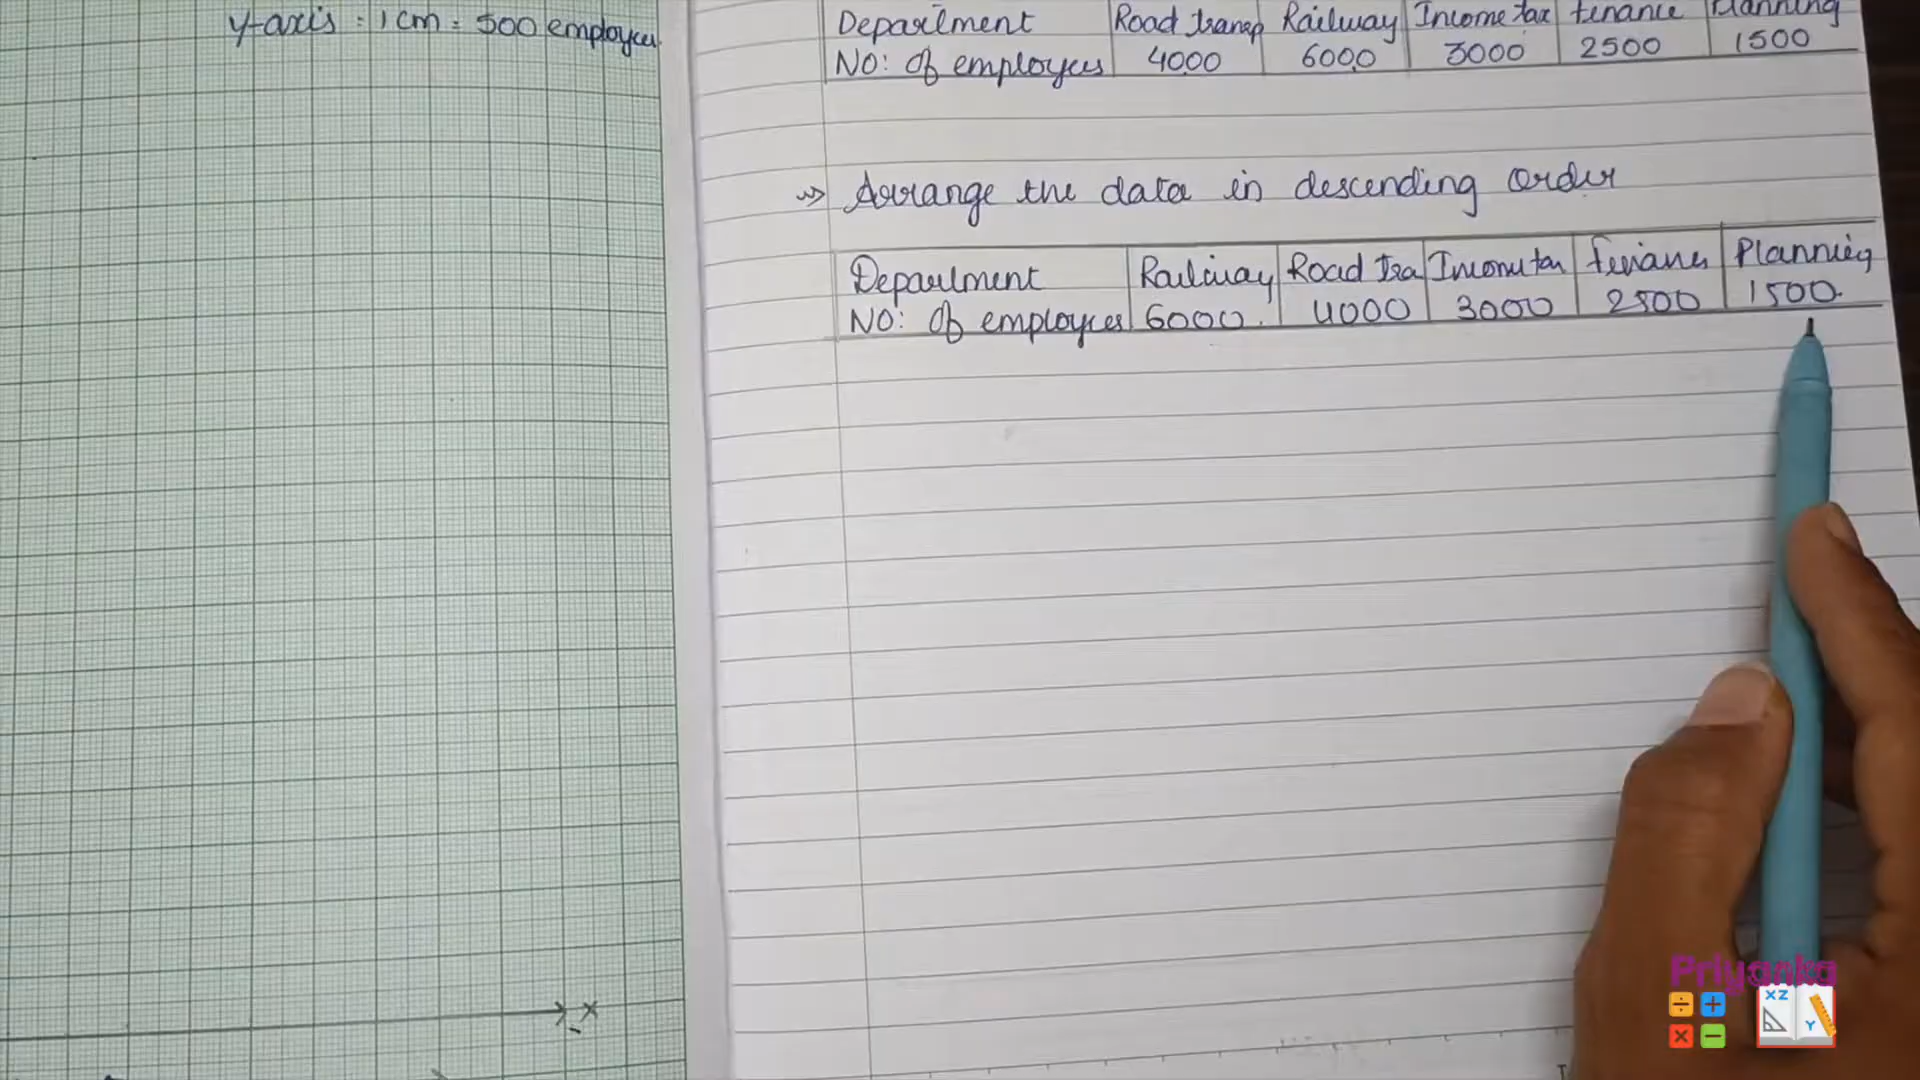 y-axis : 1 cm = 500 employees
Department Road transp Railway Income tax finance Planning
NO: Of employees 4000 6000 3000 2500 1500
⇒ Arrange the data in descending order
Department Railway Road tra Income tax finance Planning
NO: Of employees 6000. 4000 3000 2500 1500.
X
Priyanka
XZ
Y